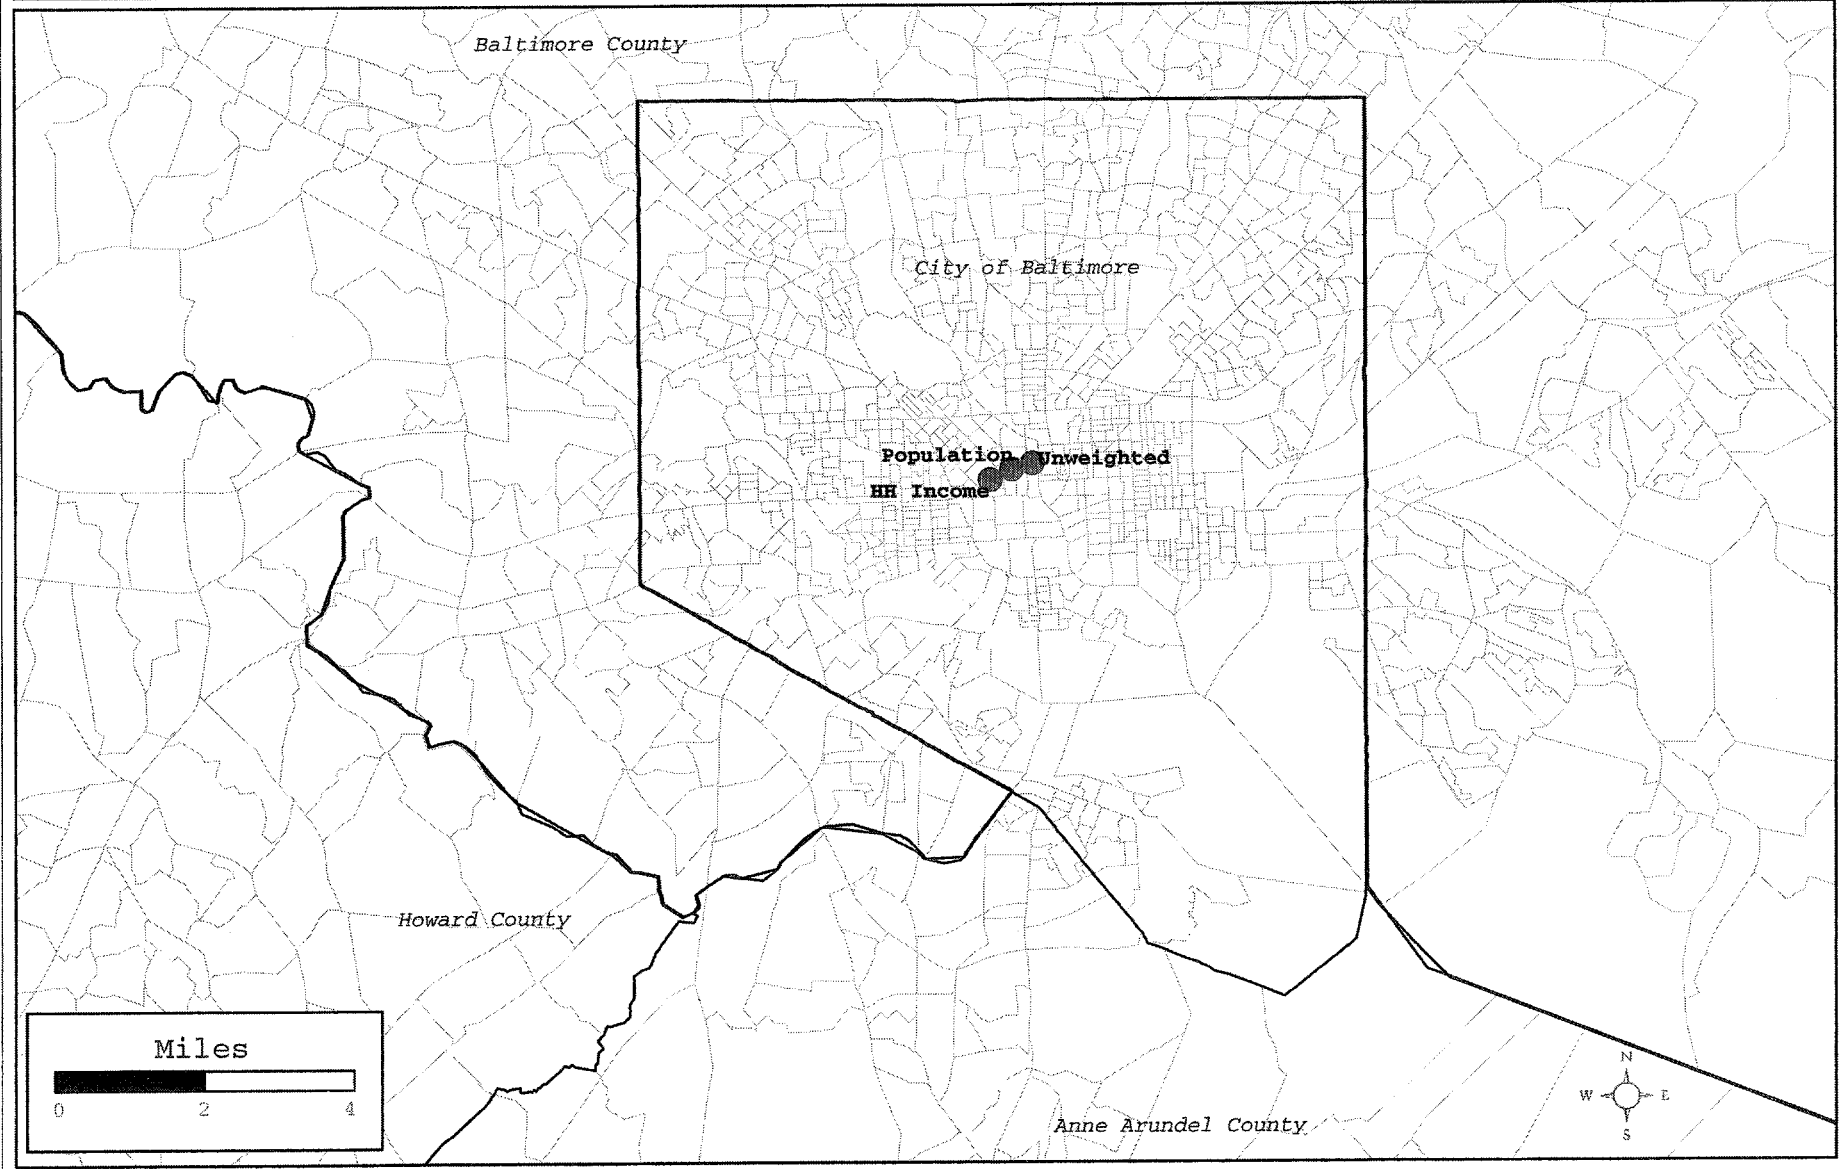 Baltimore County
City of Baltimore
Population
Unweighted
HH Income
Howard County
Miles
0 2 4
N
W E
S
Anne Arundel County